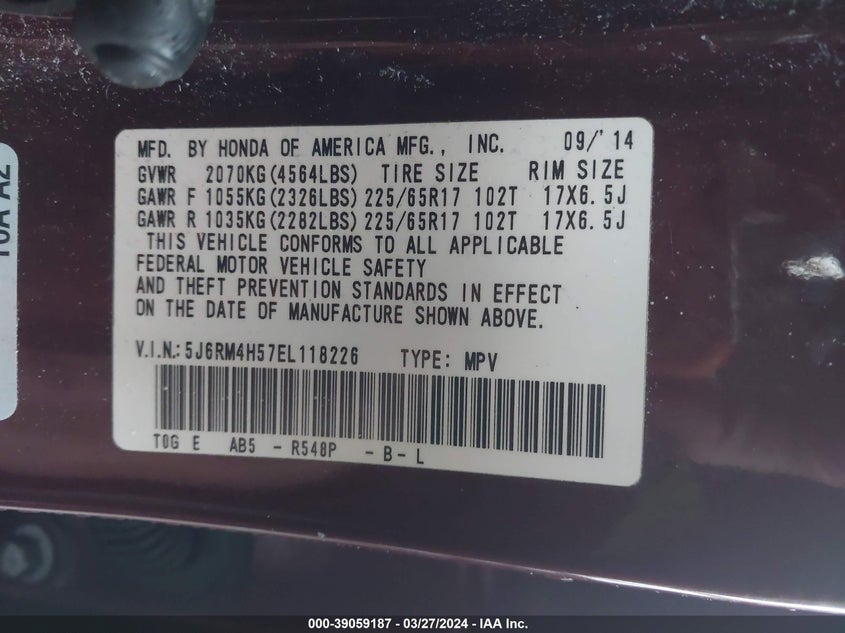 MFD. BY HONDA OF AMERICA MFG., INC. 09/'14
GVWR 2070KG(4564LBS) TIRE SIZE RIM SIZE
GAWR F 1055KG(2326LBS) 225/65R17 102T 17X6.5J
GAWR R 1035KG(2282LBS) 225/65R17 102T 17X6.5J
THIS VEHICLE CONFORMS TO ALL APPLICABLE
FEDERAL MOTOR VEHICLE SAFETY
AND THEFT PREVENTION STANDARDS IN EFFECT
ON THE DATE OF MANUFACTURE SHOWN ABOVE.
V.I.N.: 5J6RM4H57EL118226 TYPE: MPV
TOG E AB5 - R548P - B - L
000-39059187 - 03/27/2024 - IAA Inc.